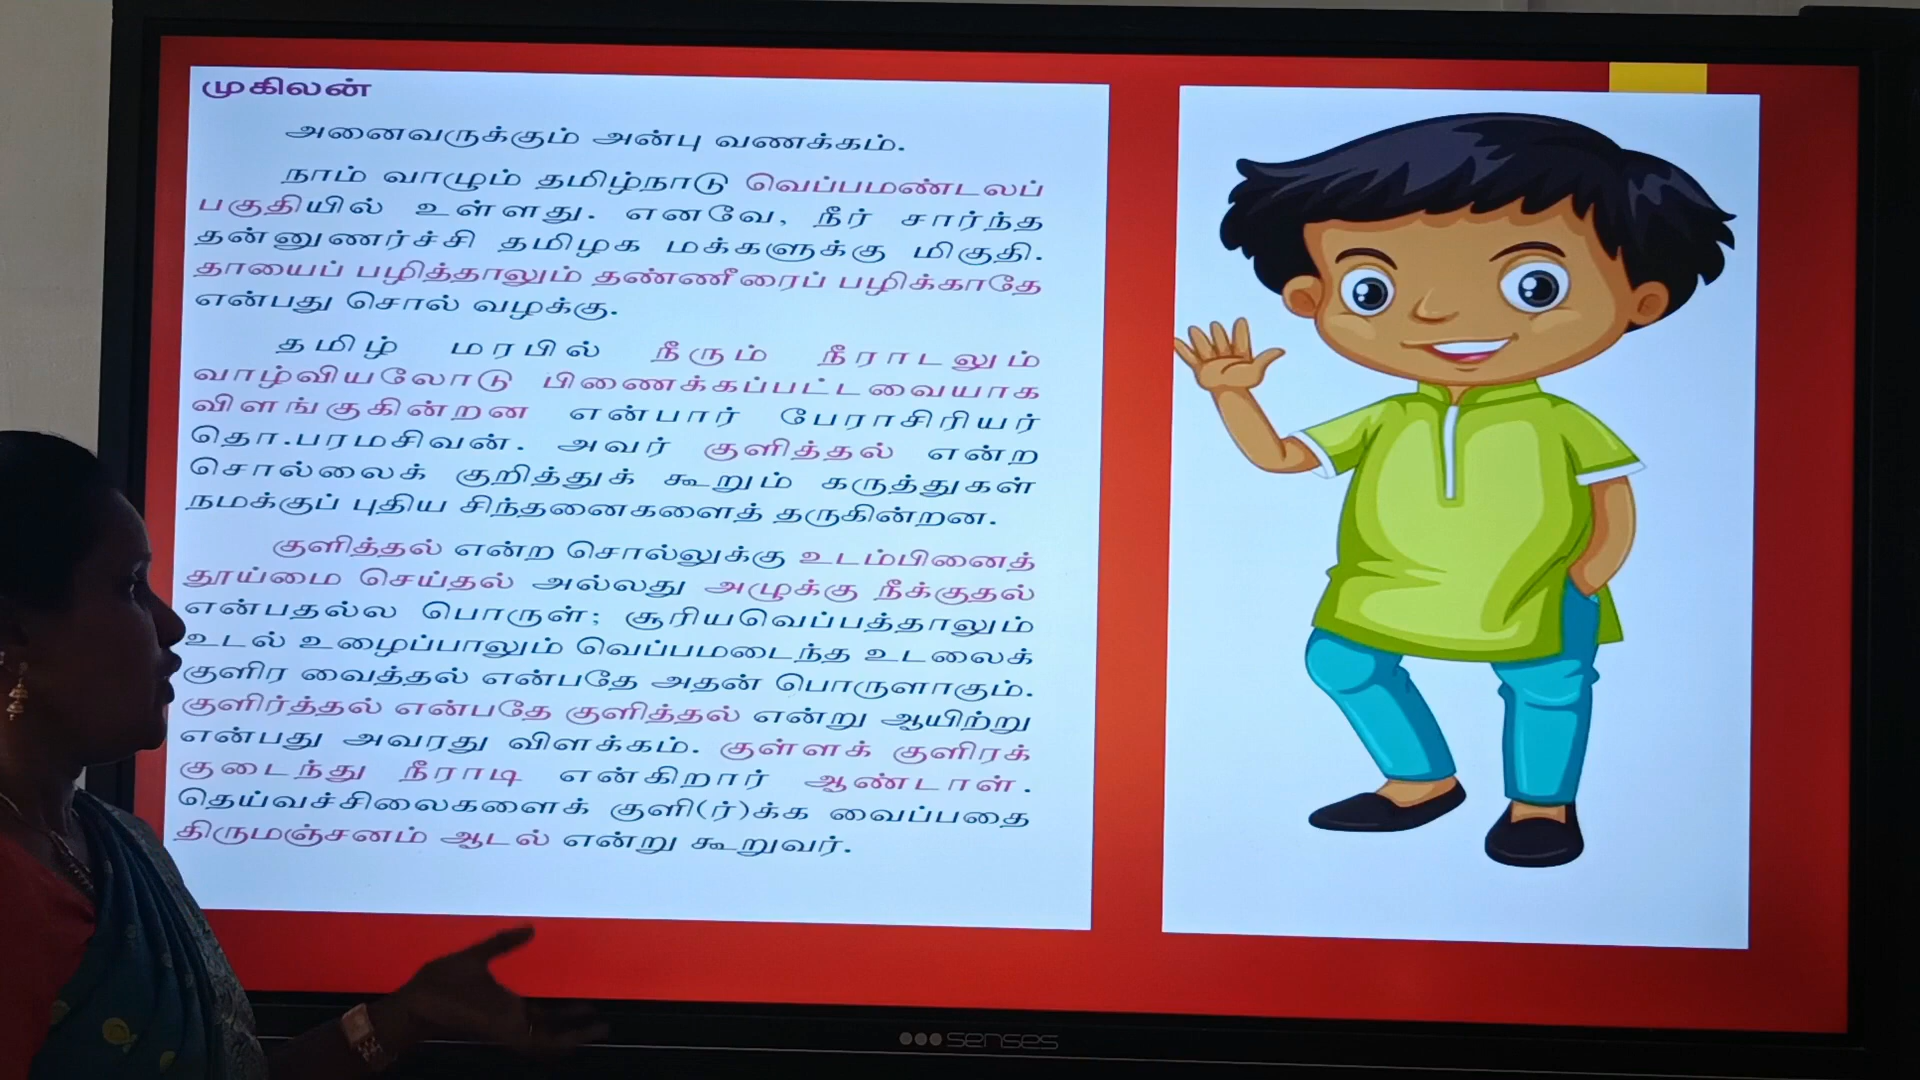 முகிலன்
அனைவருக்கும் அன்பு வணக்கம்.
நாம் வாழும் தமிழ்நாடு வெப்பமண்டலப்
பகுதியில் உள்ளது. எனவே, நீர் சார்ந்த
தன்னுணர்ச்சி தமிழக மக்களுக்கு மிகுதி.
தாயைப் பழித்தாலும் தண்ணீரைப் பழிக்காதே
என்பது சொல் வழக்கு.
தமிழ் மரபில் நீரும் நீராடலும்
வாழ்வியலோடு பிணைக்கப்பட்டவையாக
விளங்குகின்றன என்பார் பேராசிரியர்
தொ.பரமசிவன். அவர் குளித்தல் என்ற
சொல்லைக் குறித்துக் கூறும் கருத்துகள்
நமக்குப் புதிய சிந்தனைகளைத் தருகின்றன.
குளித்தல் என்ற சொல்லுக்கு உடம்பினைத்
தூய்மை செய்தல் அல்லது அழுக்கு நீக்குதல்
என்பதல்ல பொருள்; சூரியவெப்பத்தாலும்
உடல் உழைப்பாலும் வெப்பமடைந்த உடலைக்
குளிர வைத்தல் என்பதே அதன் பொருளாகும்.
குளிர்த்தல் என்பதே குளித்தல் என்று ஆயிற்று
என்பது அவரது விளக்கம். குள்ளக் குளிரக்
குடைந்து நீராடி என்கிறார் ஆண்டாள்.
தெய்வச்சிலைகளைக் குளி(ர்)க்க வைப்பதை
திருமஞ்சனம் ஆடல் என்று கூறுவர்.
senses